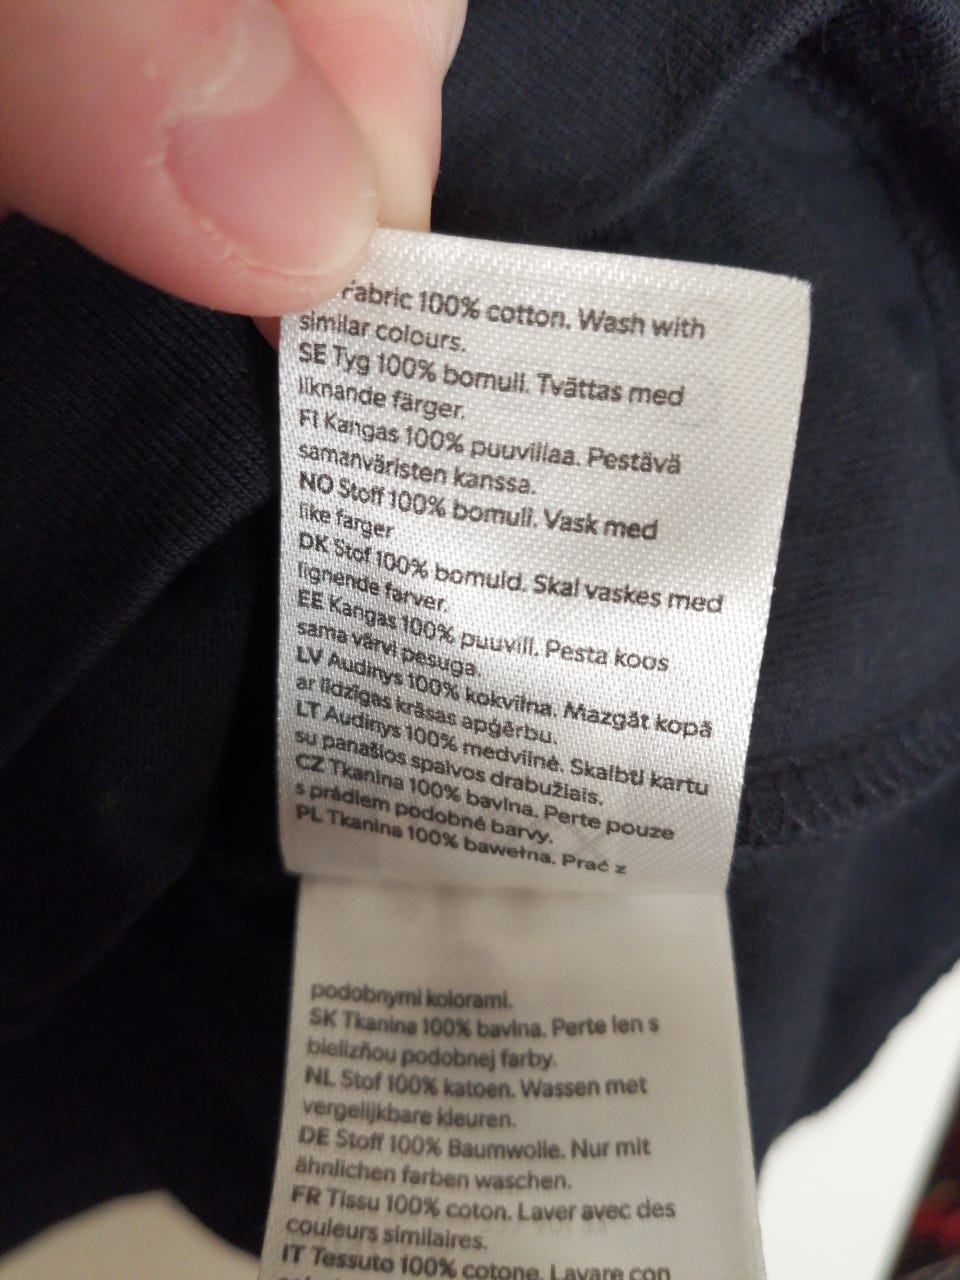 Fabric 100% cotton. Wash with
similar colours.
SE Tyg 100% bomull. Tvättas med
liknande färger.
FI Kangas 100% puuvillaa. Pestävä
samanväristen kanssa.
NO Stoff 100% bomull. Vask med
like farger
DK Stof 100% bomuld. Skal vaskes med
lignende farver.
EE Kangas 100% puuvill. Pesta koos
sama värvi pesuga.
LV Audinys 100% kokvilna. Mazgāt kopā
ar līdzīgas krāsas apģērbu.
LT Audinys 100% medvilnė. Skalbti kartu
su panašios spalvos drabužiais.
CZ Tkanina 100% bavlna. Perte pouze
s prádlem podobné barvy.
PL Tkanina 100% bawełna. Prać z
podobnymi kolorami.
SK Tkanina 100% bavlna. Perte len s
bielizňou podobnej farby.
NL Stof 100% katoen. Wassen met
vergelijkbare kleuren.
DE Stoff 100% Baumwolle. Nur mit
ähnlichen farben waschen.
FR Tissu 100% coton. Laver avec des
couleurs similaires.
IT Tessuto 100% cotone. Lavare con